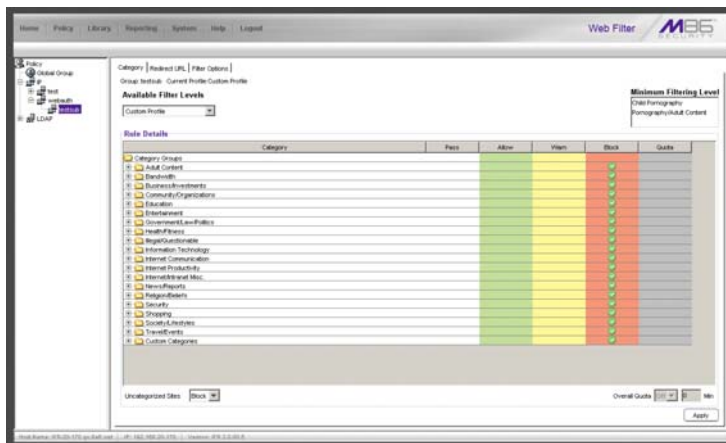 Home Policy Library Reporting System Help Logout
Web Filter
M86
SECURITY
Policy
Global Group
IP
test
webauth
testsub
LDAP
Category Redirect URL Filter Options
Group: testsub Current Profile:Custom Profile
Available Filter Levels
Custom Profile
Minimum Filtering Level
Child Pornography
Pornography/Adult Content
Rule Details
Category Pass Allow Warn Block Quota
Category Groups
Adult Content
Bandwidth
Business/Investments
Community/Organizations
Education
Entertainment
Government/Law/Politics
Health/Fitness
Illegal/Questionable
Information Technology
Internet Communication
Internet Productivity
Internet/Intranet Misc.
News/Reports
Religion/Beliefs
Security
Shopping
Society/Lifestyles
Travel/Events
Custom Categories
Uncategorized Sites Block
Overall Quota Off Min
Apply
Host Name: IP: Version: